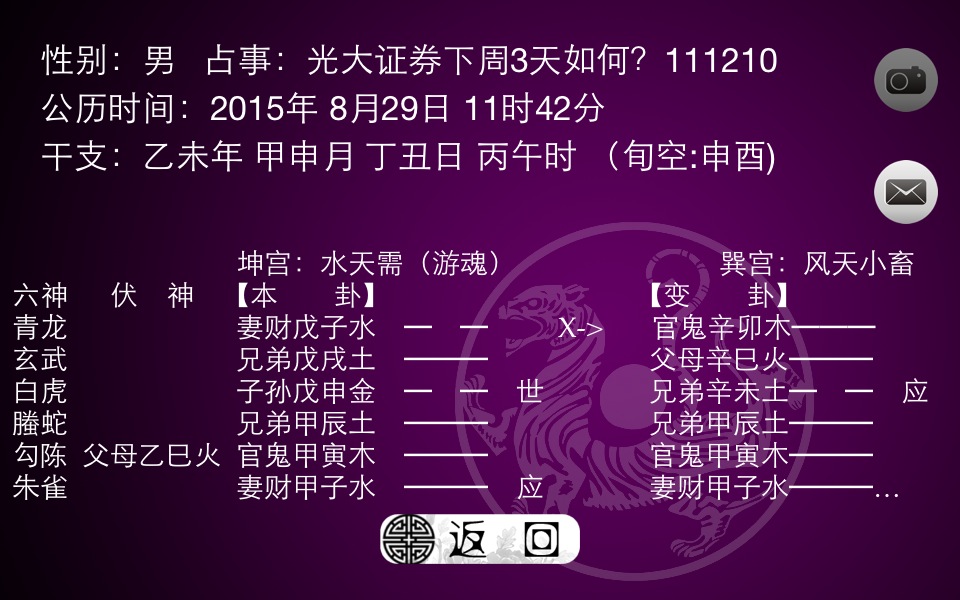 性别：男 占事：光大证券下周3天如何？111210
公历时间：2015年 8月29日 11时42分
干支：乙未年 甲申月 丁丑日 丙午时 （旬空:申酉)
坤宫：水天需（游魂） 巽宫：风天小畜
六神 伏 神 【本 卦】 【变 卦】
青龙 妻财戊子水 — — X-> 官鬼辛卯木———
玄武 兄弟戊戌土 ——— 父母辛巳火———
白虎 子孙戊申金 — — 世 兄弟辛未土— — 应
螣蛇 兄弟甲辰土 ——— 兄弟甲辰土———
勾陈 父母乙巳火 官鬼甲寅木 ——— 官鬼甲寅木———
朱雀 妻财甲子水 ——— 应 妻财甲子水———...
返 回